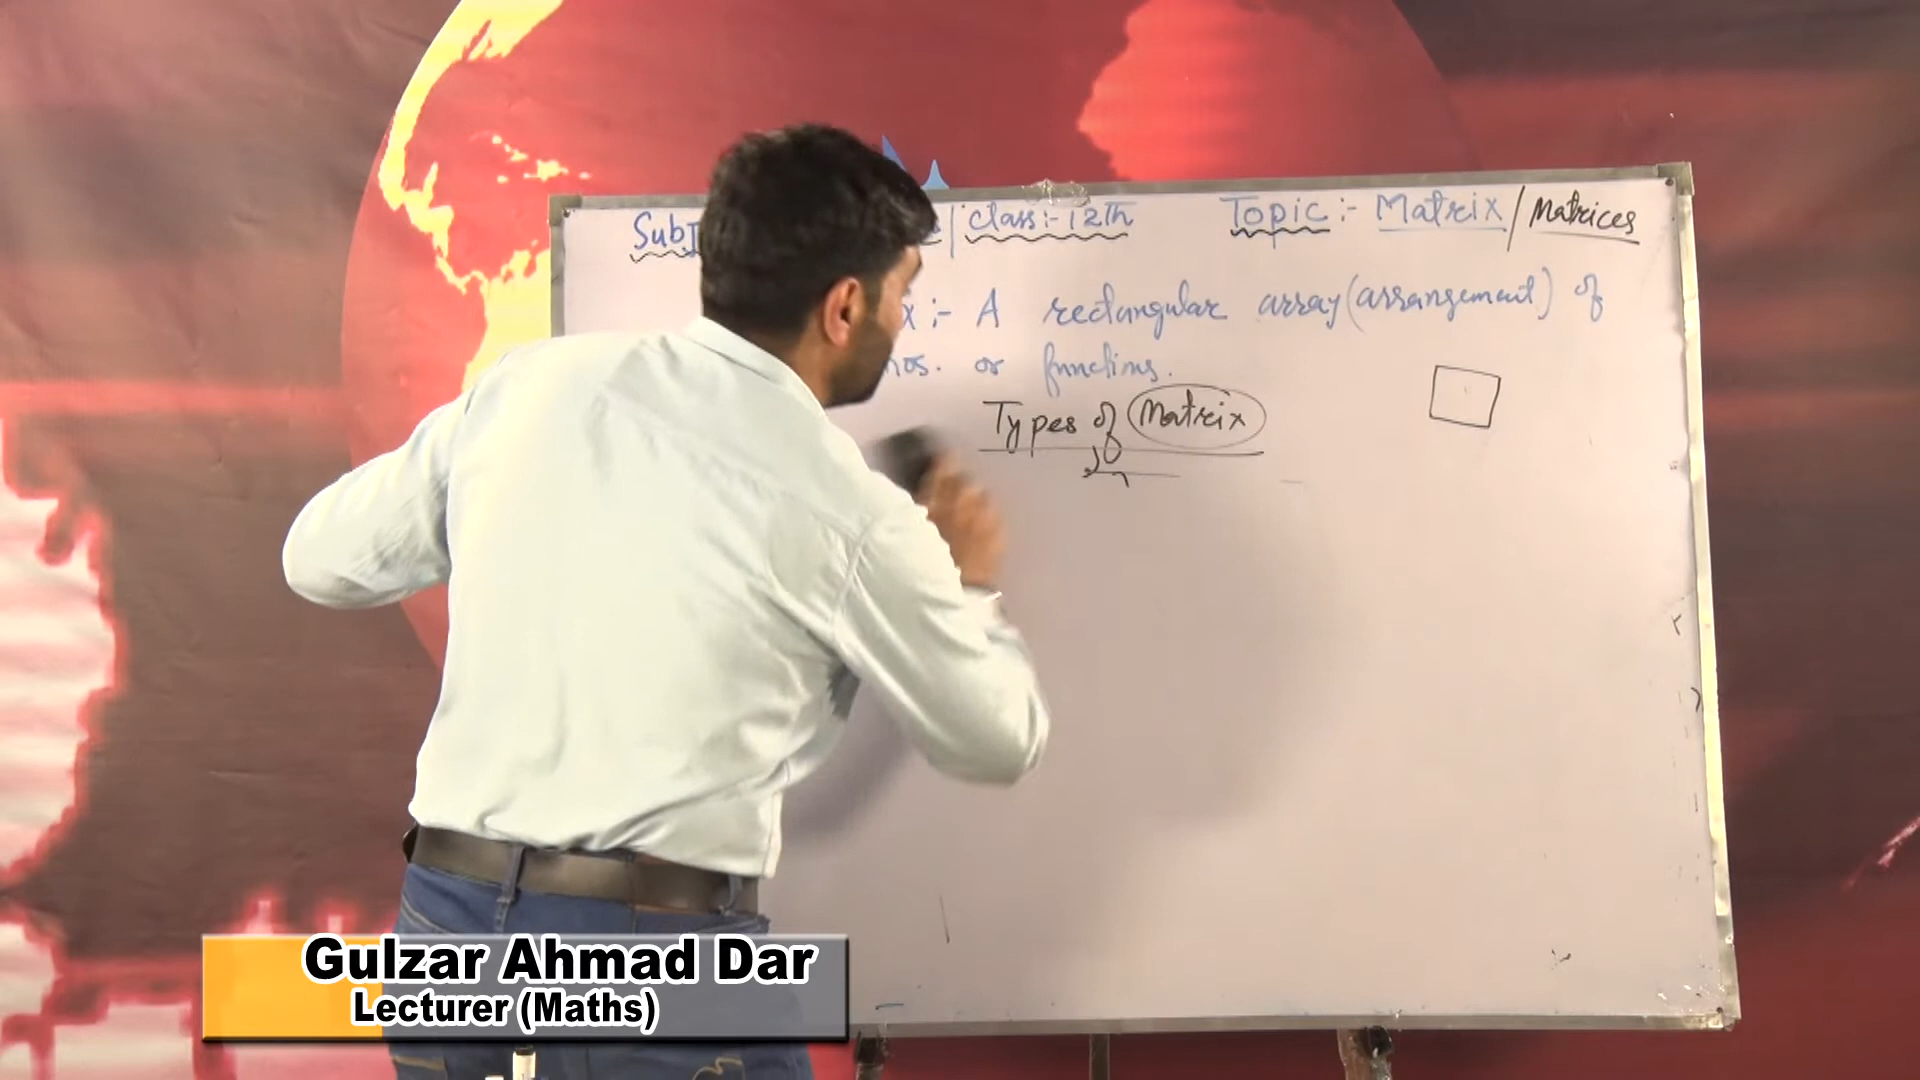 class:-12th Topic:- Matrix/Matrices
x:- A rectangular array (arrangement) of
nos. or functions.
Types of Matrix
Gulzar Ahmad Dar
Lecturer (Maths)